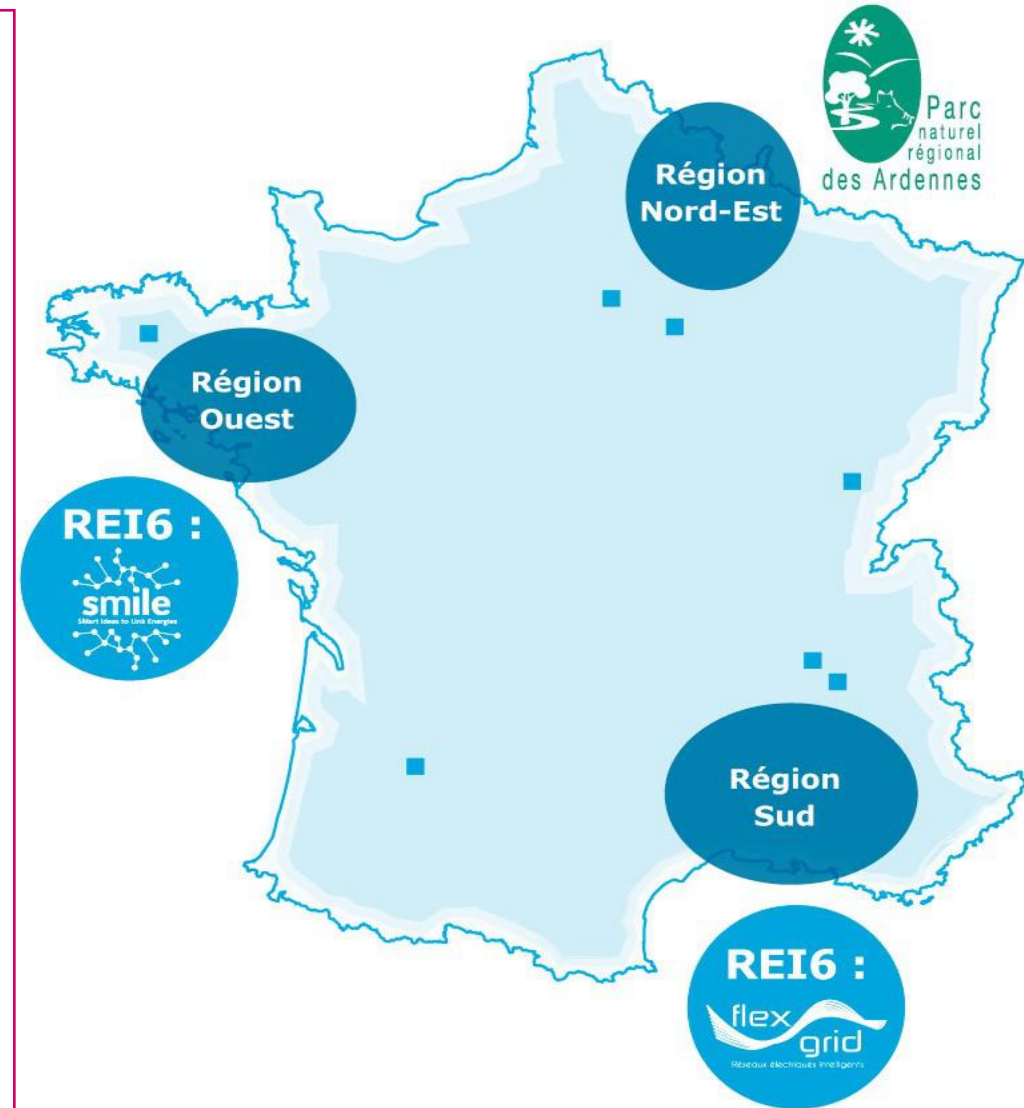 Parc
naturel
régional
des Ardennes
Région
Nord-Est
Région
Ouest
REI6 :
smile
SMart Ideas to Link Energies
Région
Sud
REI6 :
flex
grid
Réseaux électriques intelligents